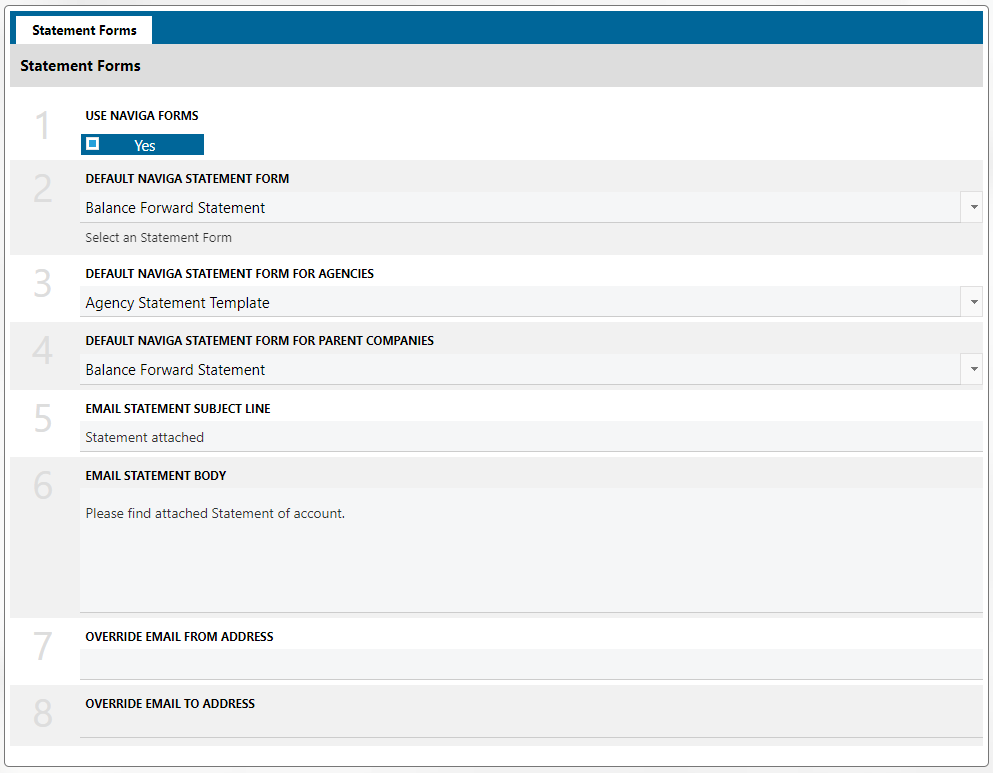 Statement Forms
Statement Forms
1
USE NAVIGA FORMS
Yes
2
DEFAULT NAVIGA STATEMENT FORM
Balance Forward Statement
Select an Statement Form
3
DEFAULT NAVIGA STATEMENT FORM FOR AGENCIES
Agency Statement Template
4
DEFAULT NAVIGA STATEMENT FORM FOR PARENT COMPANIES
Balance Forward Statement
5
EMAIL STATEMENT SUBJECT LINE
Statement attached
6
EMAIL STATEMENT BODY
Please find attached Statement of account.
7
OVERRIDE EMAIL FROM ADDRESS
8
OVERRIDE EMAIL TO ADDRESS